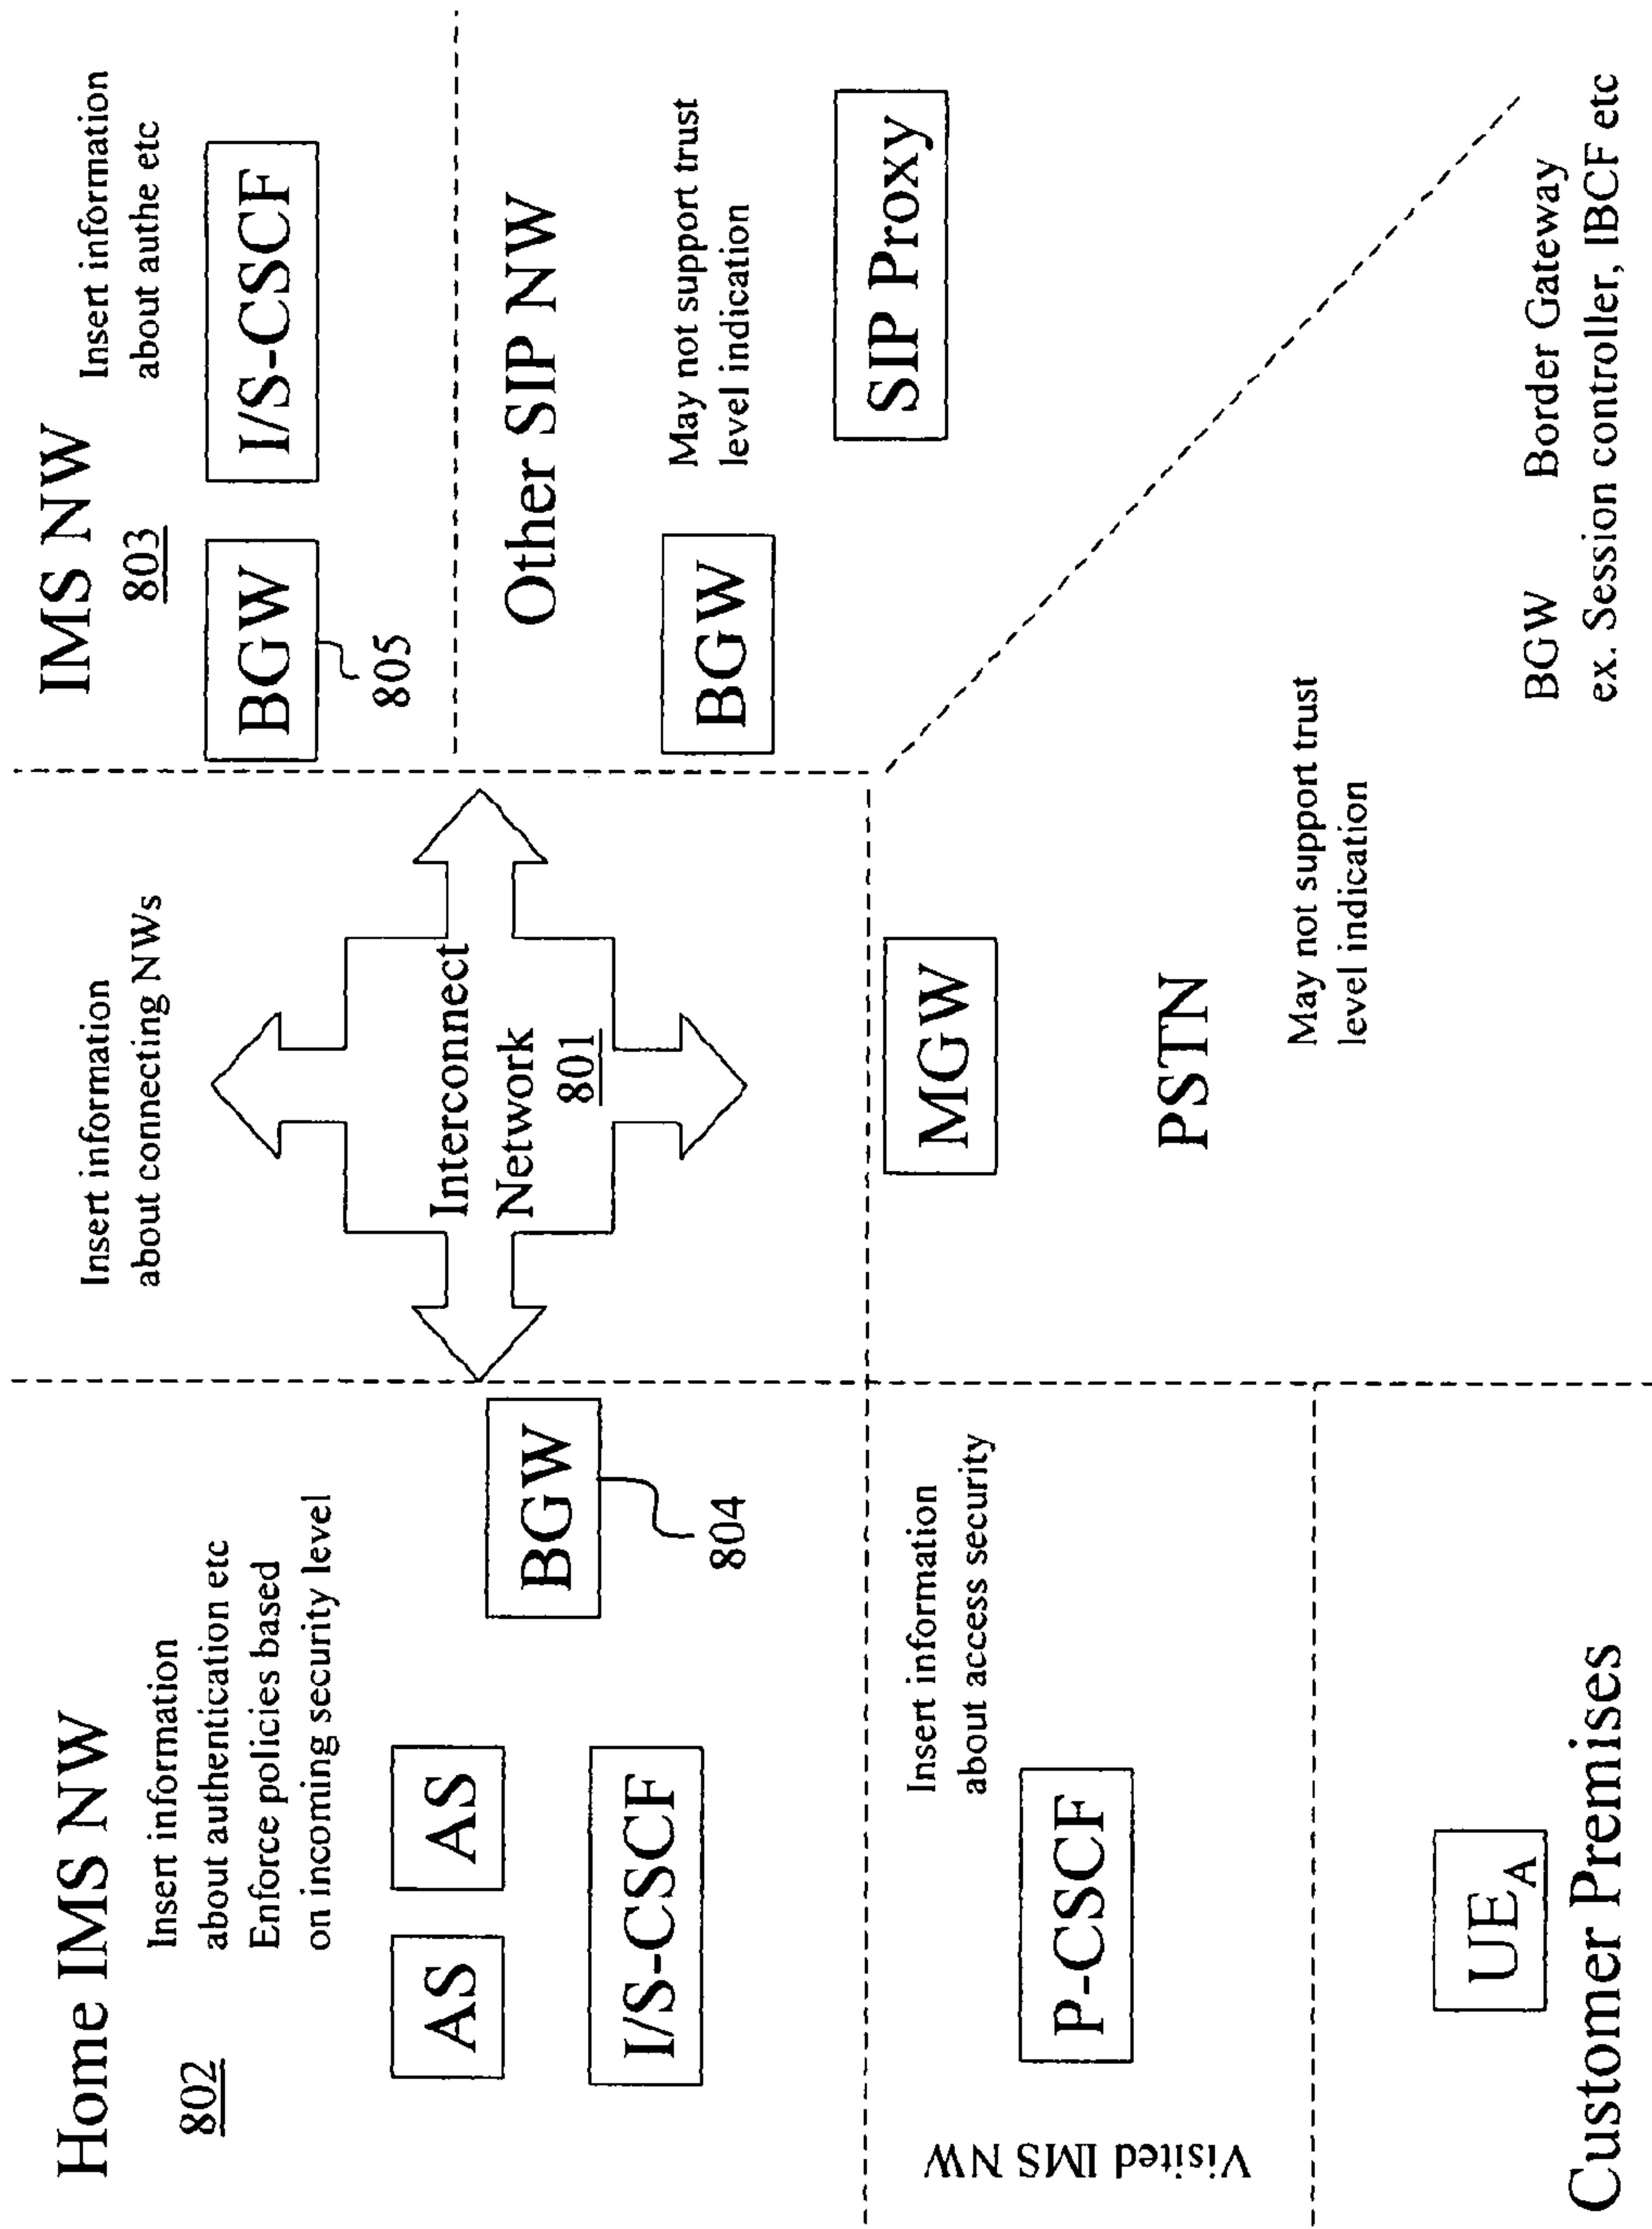 Home IMS NW
802
Insert information
about authentication etc
Enforce policies based
on incoming security level
AS
AS
I/S-CSCF
BGW
804
Insert information
about connecting NWs
Interconnect
Network
801
IMS NW
803
Insert information
about authe etc
BGW
805
I/S-CSCF
Other SIP NW
May not support trust
level indication
BGW
SIP Proxy
Visited IMS NW
Insert information
about access security
P-CSCF
MGW
PSTN
May not support trust
level indication
UEA
Customer Premises
BGW Border Gateway
ex. Session controller, IBCF etc